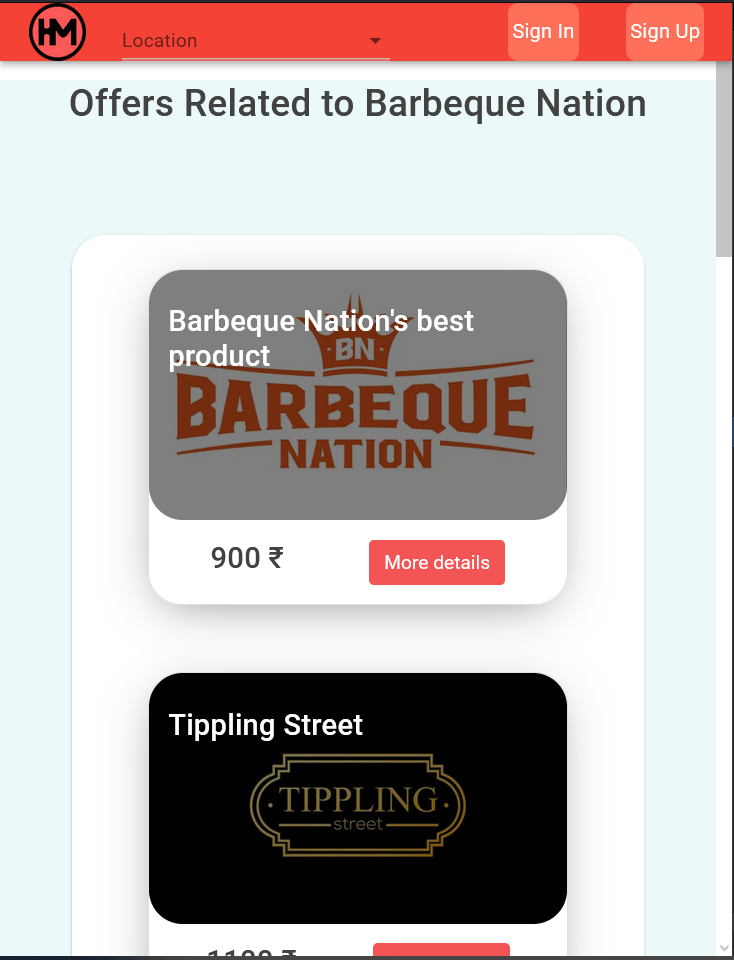 HM
Location
Sign In
Sign Up
Offers Related to Barbeque Nation
Barbeque Nation's best
product
BN
BARBEQUE
NATION
900 ₹
More details
Tippling Street
TIPPLING
street